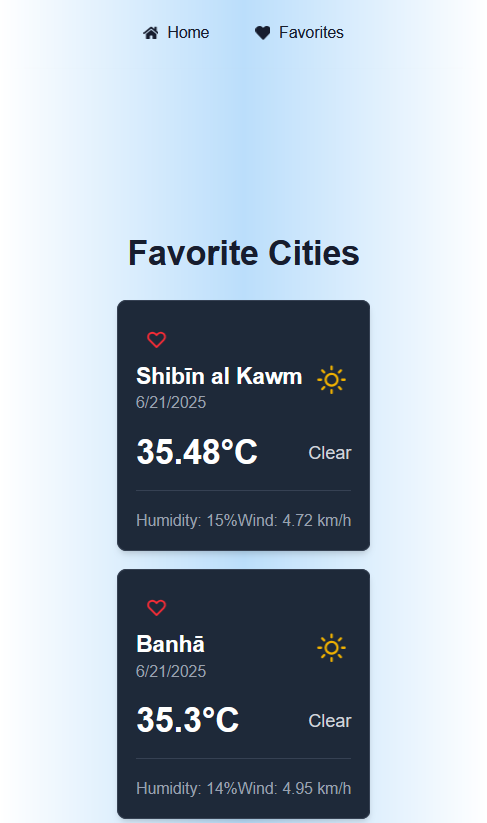 Home Favorites
Favorite Cities
Shibīn al Kawm
6/21/2025
35.48°C Clear
Humidity: 15%Wind: 4.72 km/h
Banhā
6/21/2025
35.3°C Clear
Humidity: 14%Wind: 4.95 km/h